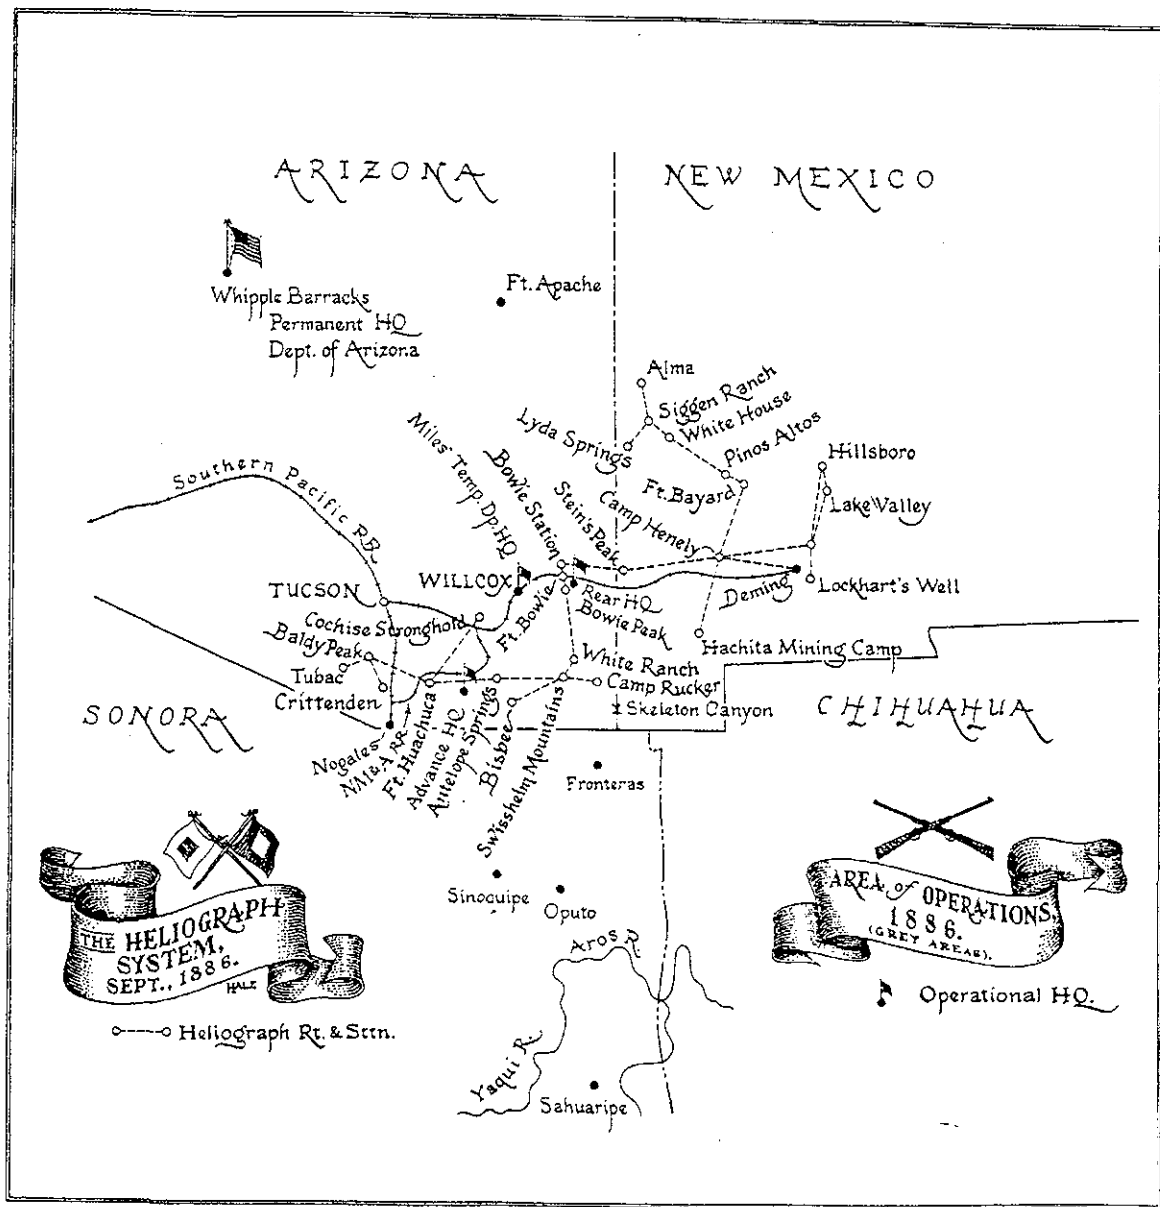 ARIZONA
NEW MEXICO
Whipple Barracks
Permanent HQ
Dept. of Arizona
Ft. Apache
Alma
Siggen Ranch
White House
Lyda Springs
Pinos Altos
Ft. Bayard
Hillsboro
Lake Valley
Miles' Temp. Dp. HQ
Bowie Station
Stein's Peak
Camp Henely
Southern Pacific RR.
TUCSON
WILLCOX
Ft. Bowie
Rear HQ
Bowie Peak
Deming
Lockhart's Well
Cochise Stronghold
Baldy Peak
Tubac
Crittenden
White Ranch
Camp Rucker
Skeleton Canyon
Hachita Mining Camp
SONORA
CHIHUAHUA
Nogales
NM&A RR
Ft. Huachuca
Advance HQ
Antelope Springs
Bisbee
Swisshelm Mountains
Fronteras
Sinoquipe
Oputo
Aros R.
Yaqui R.
Sahuaripe
THE HELIOGRAPH
SYSTEM,
SEPT., 1886.
HALE
Heliograph Rt. & Sttn.
AREA of OPERATIONS,
1886.
(GREY AREAS).
Operational HQ.